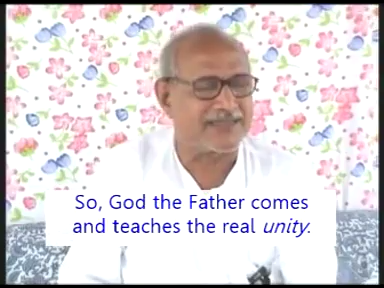 So, God the Father comes
and teaches the real unity.